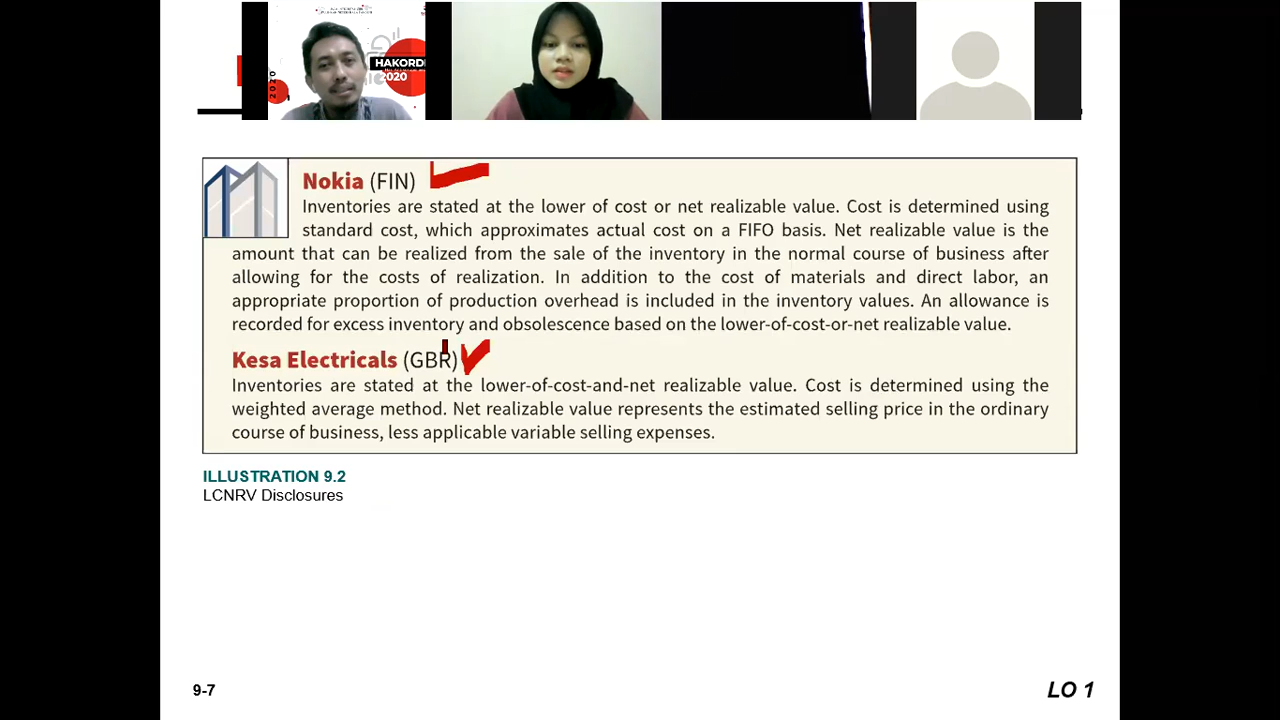 HAKORDI
2020
2020
Nokia (FIN)
Inventories are stated at the lower of cost or net realizable value. Cost is determined using
standard cost, which approximates actual cost on a FIFO basis. Net realizable value is the
amount that can be realized from the sale of the inventory in the normal course of business after
allowing for the costs of realization. In addition to the cost of materials and direct labor, an
appropriate proportion of production overhead is included in the inventory values. An allowance is
recorded for excess inventory and obsolescence based on the lower-of-cost-or-net realizable value.
Kesa Electricals (GBR)
Inventories are stated at the lower-of-cost-and-net realizable value. Cost is determined using the
weighted average method. Net realizable value represents the estimated selling price in the ordinary
course of business, less applicable variable selling expenses.
ILLUSTRATION 9.2
LCNRV Disclosures
9-7
LO 1